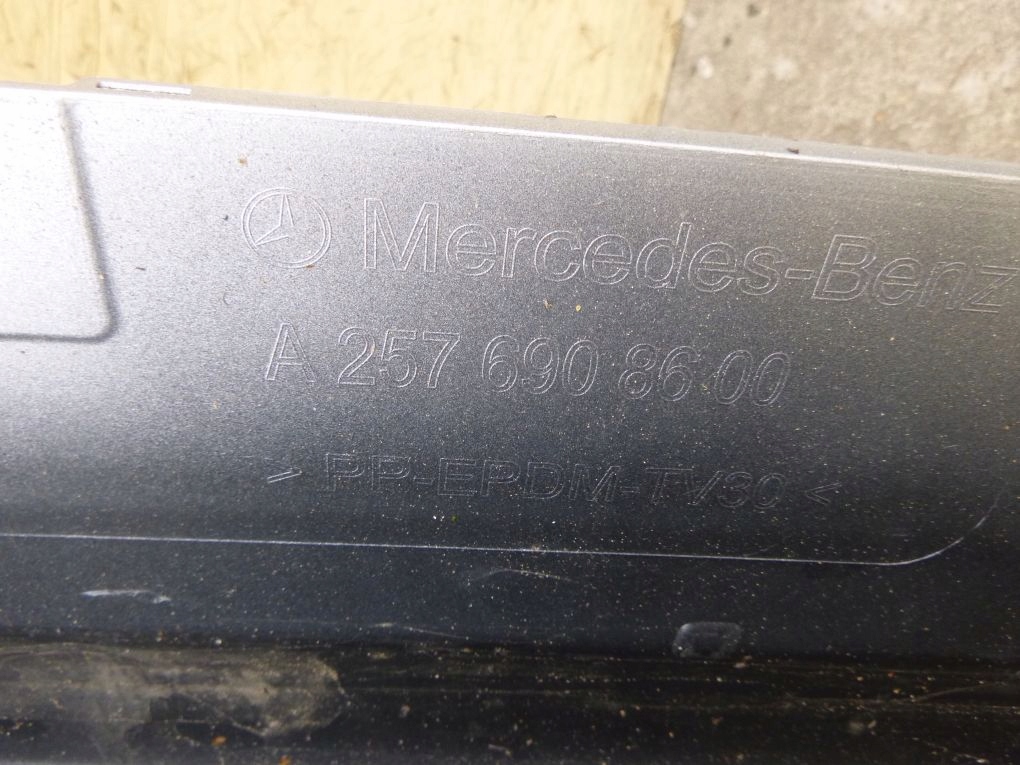 Mercedes-Benz
A 257 690 86 00
> PP-EPDM-TV30 <